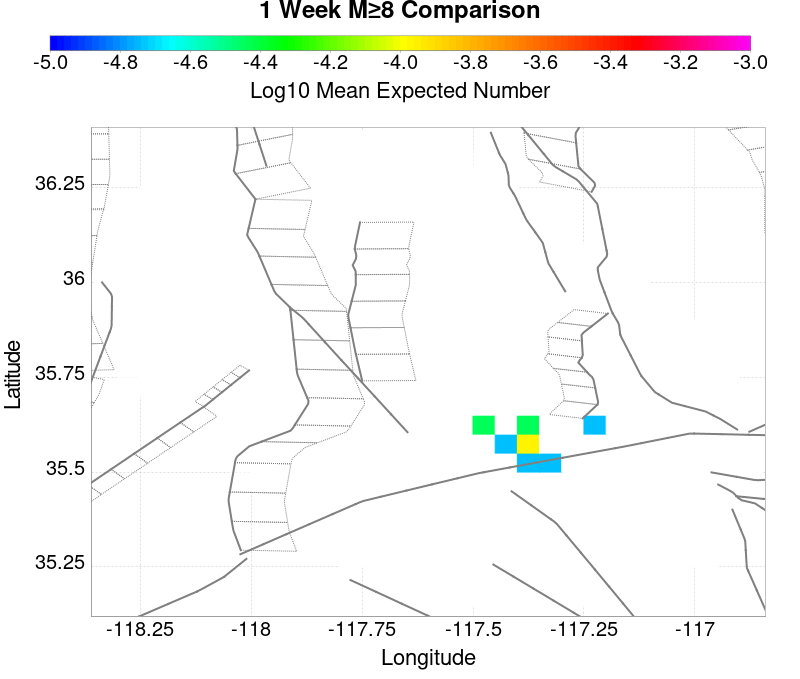 1 Week M≥8 Comparison
-5.0 -4.8 -4.6 -4.4 -4.2 -4.0 -3.8 -3.6 -3.4 -3.2 -3.0
Log10 Mean Expected Number
36.25
36
35.75
35.5
35.25
Latitude
-118.25 -118 -117.75 -117.5 -117.25 -117
Longitude